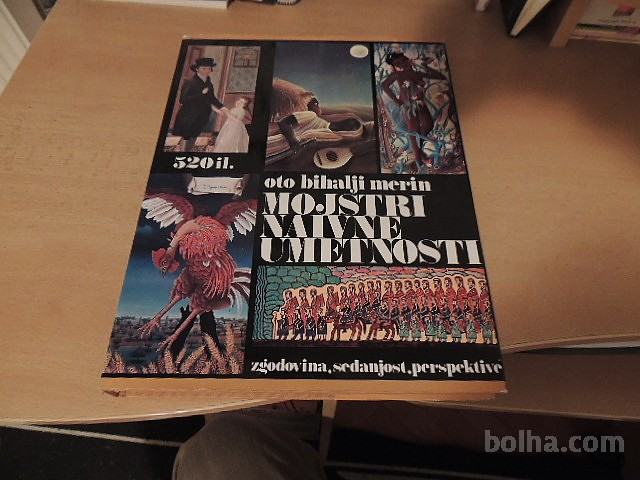 520 il.
oto bihalji merin
MOJSTRI
NAIVNE
UMETNOSTI
zgodovina, sedanjost, perspektive
bolha.com